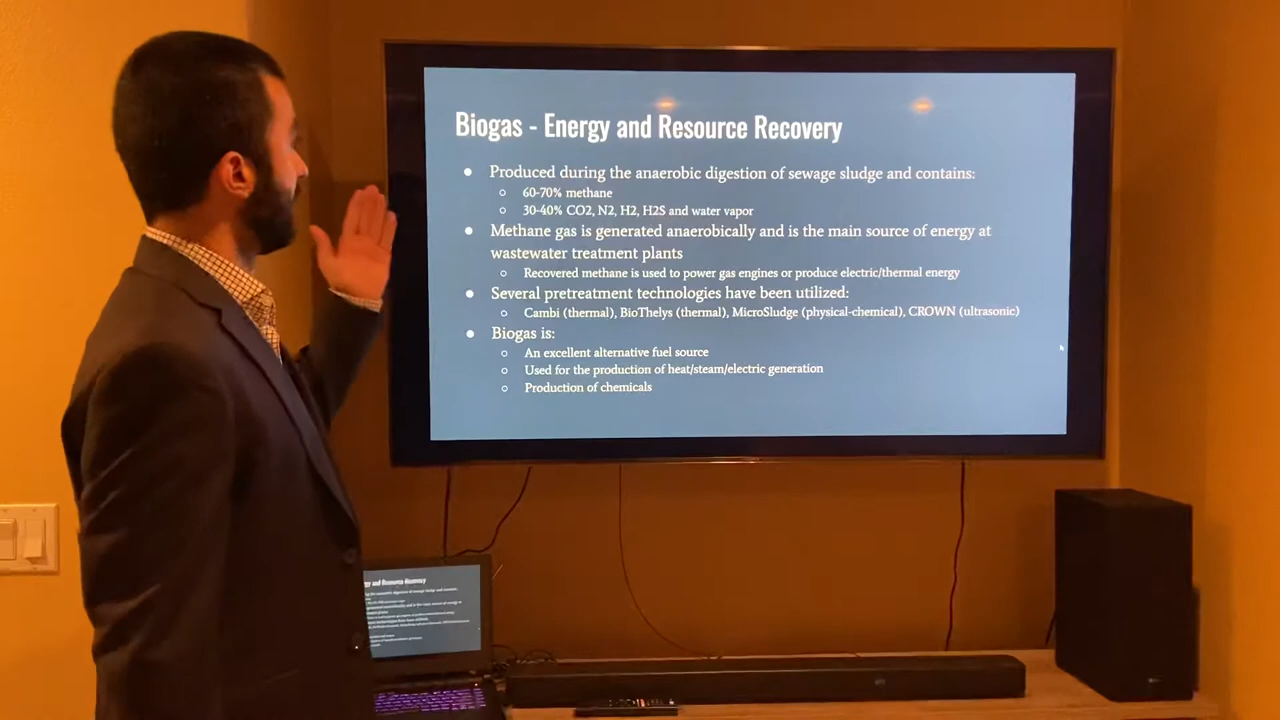 Biogas - Energy and Resource Recovery
● Produced during the anaerobic digestion of sewage sludge and contains:
○ 60-70% methane
○ 30-40% CO2, N2, H2, H2S and water vapor
● Methane gas is generated anaerobically and is the main source of energy at
wastewater treatment plants
○ Recovered methane is used to power gas engines or produce electric/thermal energy
● Several pretreatment technologies have been utilized:
○ Cambi (thermal), BioThelys (thermal), MicroSludge (physical-chemical), CROWN (ultrasonic)
● Biogas is:
○ An excellent alternative fuel source
○ Used for the production of heat/steam/electric generation
○ Production of chemicals
and Resource Recovery